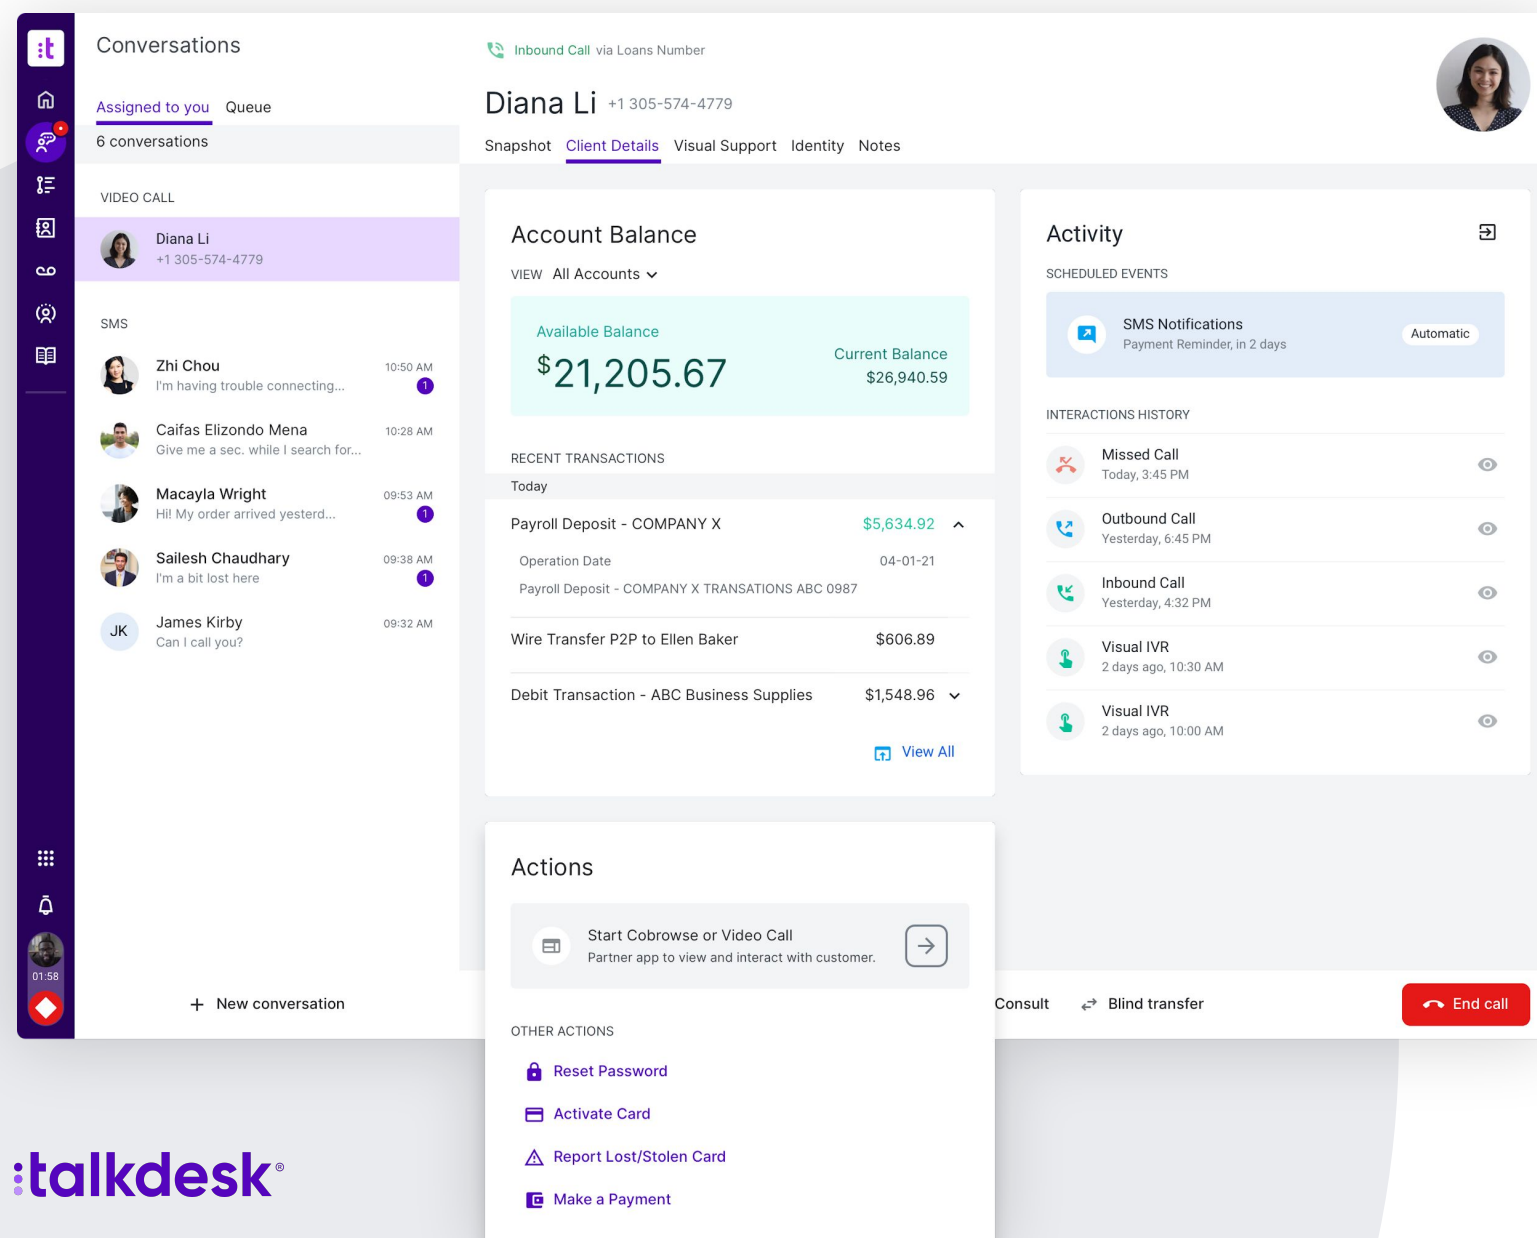 :t
Conversations
Assigned to you Queue
6 conversations
VIDEO CALL
Diana Li
+1 305-574-4779
SMS
Zhi Chou 10:50 AM
I'm having trouble connecting... 1
Caifas Elizondo Mena 10:28 AM
Give me a sec. while I search for...
Macayla Wright 09:53 AM
Hi! My order arrived yesterd... 1
Sailesh Chaudhary 09:38 AM
I'm a bit lost here 1
JK James Kirby 09:32 AM
Can I call you?
01:58
+ New conversation
Inbound Call via Loans Number
Diana Li +1 305-574-4779
Snapshot Client Details Visual Support Identity Notes
Account Balance
VIEW All Accounts
Available Balance
$21,205.67
Current Balance
$26,940.59
RECENT TRANSACTIONS
Today
Payroll Deposit - COMPANY X $5,634.92
Operation Date 04-01-21
Payroll Deposit - COMPANY X TRANSATIONS ABC 0987
Wire Transfer P2P to Ellen Baker $606.89
Debit Transaction - ABC Business Supplies $1,548.96
View All
Activity
SCHEDULED EVENTS
SMS Notifications
Payment Reminder, in 2 days
Automatic
INTERACTIONS HISTORY
Missed Call
Today, 3:45 PM
Outbound Call
Yesterday, 6:45 PM
Inbound Call
Yesterday, 4:32 PM
Visual IVR
2 days ago, 10:30 AM
Visual IVR
2 days ago, 10:00 AM
Actions
Start Cobrowse or Video Call
Partner app to view and interact with customer.
OTHER ACTIONS
Reset Password
Activate Card
Report Lost/Stolen Card
Make a Payment
Consult Blind transfer End call
:talkdesk®